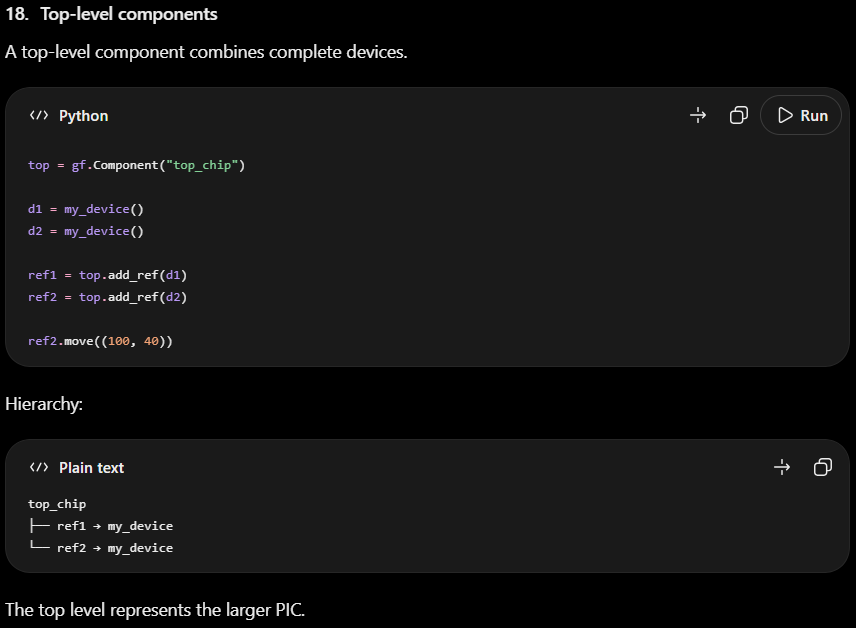 18. Top-level components
A top-level component combines complete devices.
</> Python
Run
top = gf.Component("top_chip")
d1 = my_device()
d2 = my_device()
ref1 = top.add_ref(d1)
ref2 = top.add_ref(d2)
ref2.move((100, 40))
Hierarchy:
</> Plain text
top_chip
├── ref1 → my_device
└── ref2 → my_device
The top level represents the larger PIC.